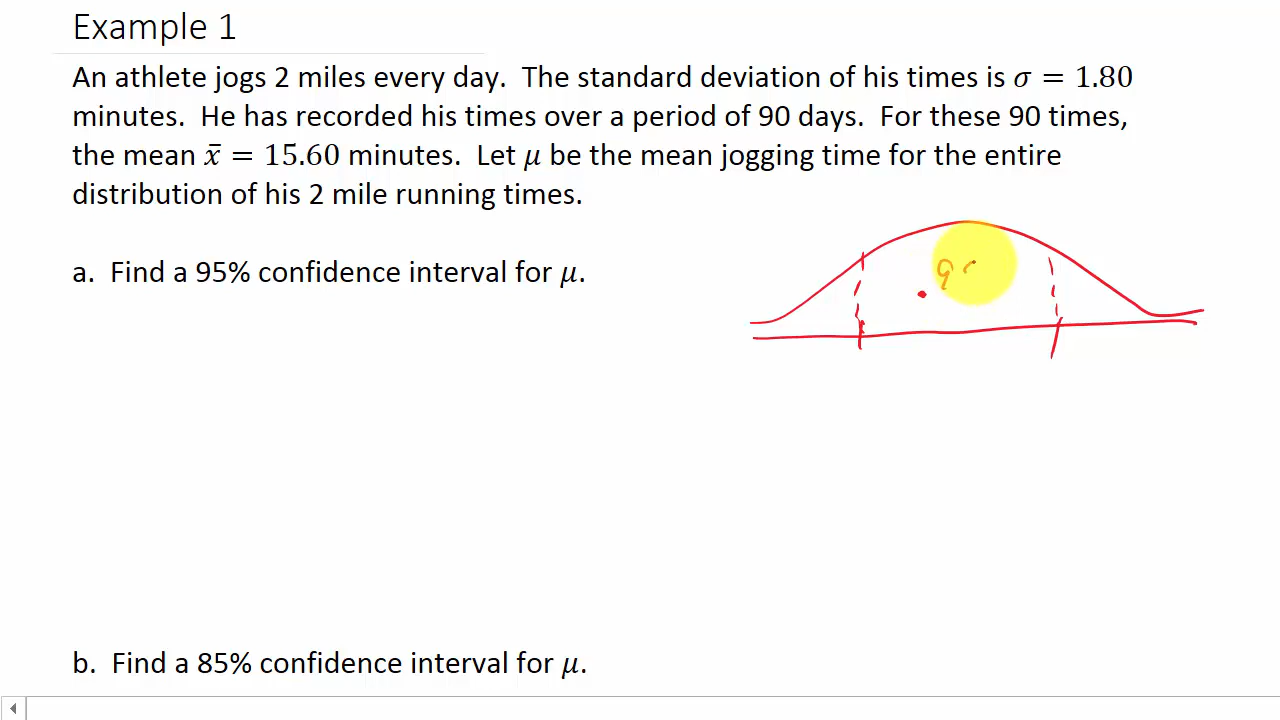 Example 1
An athlete jogs 2 miles every day. The standard deviation of his times is σ = 1.80
minutes. He has recorded his times over a period of 90 days. For these 90 times,
the mean x̄ = 15.60 minutes. Let μ be the mean jogging time for the entire
distribution of his 2 mile running times.
a. Find a 95% confidence interval for μ.
b. Find a 85% confidence interval for μ.